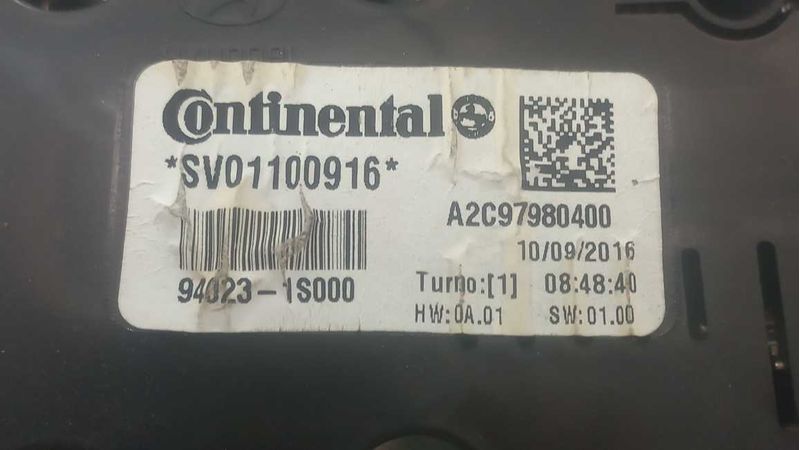 Continental
*SV01100916*
A2C97980400
10/09/2016
94023-1S000
Turno:[1] 08:48:40
HW:0A.01 SW:01.00